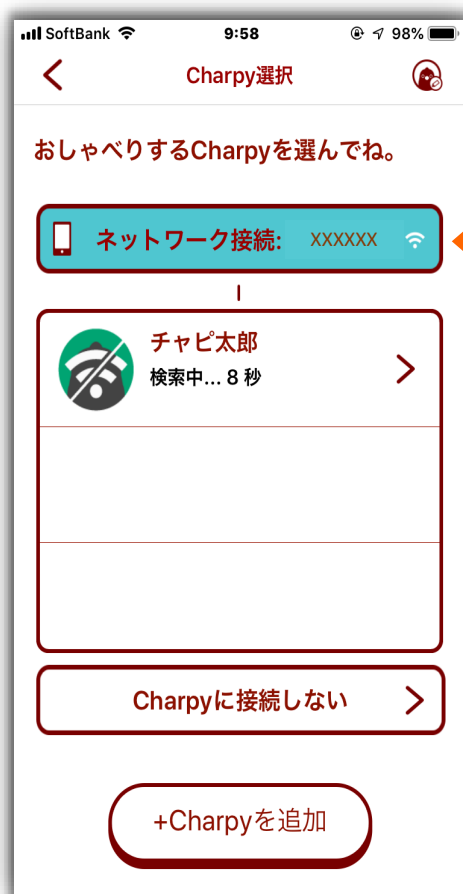 SoftBank 9:58 98%
Charpy選択
おしゃべりするCharpyを選んでね。
ネットワーク接続: XXXXXX
チャピ太郎
検索中... 8 秒
Charpyに接続しない
+Charpyを追加